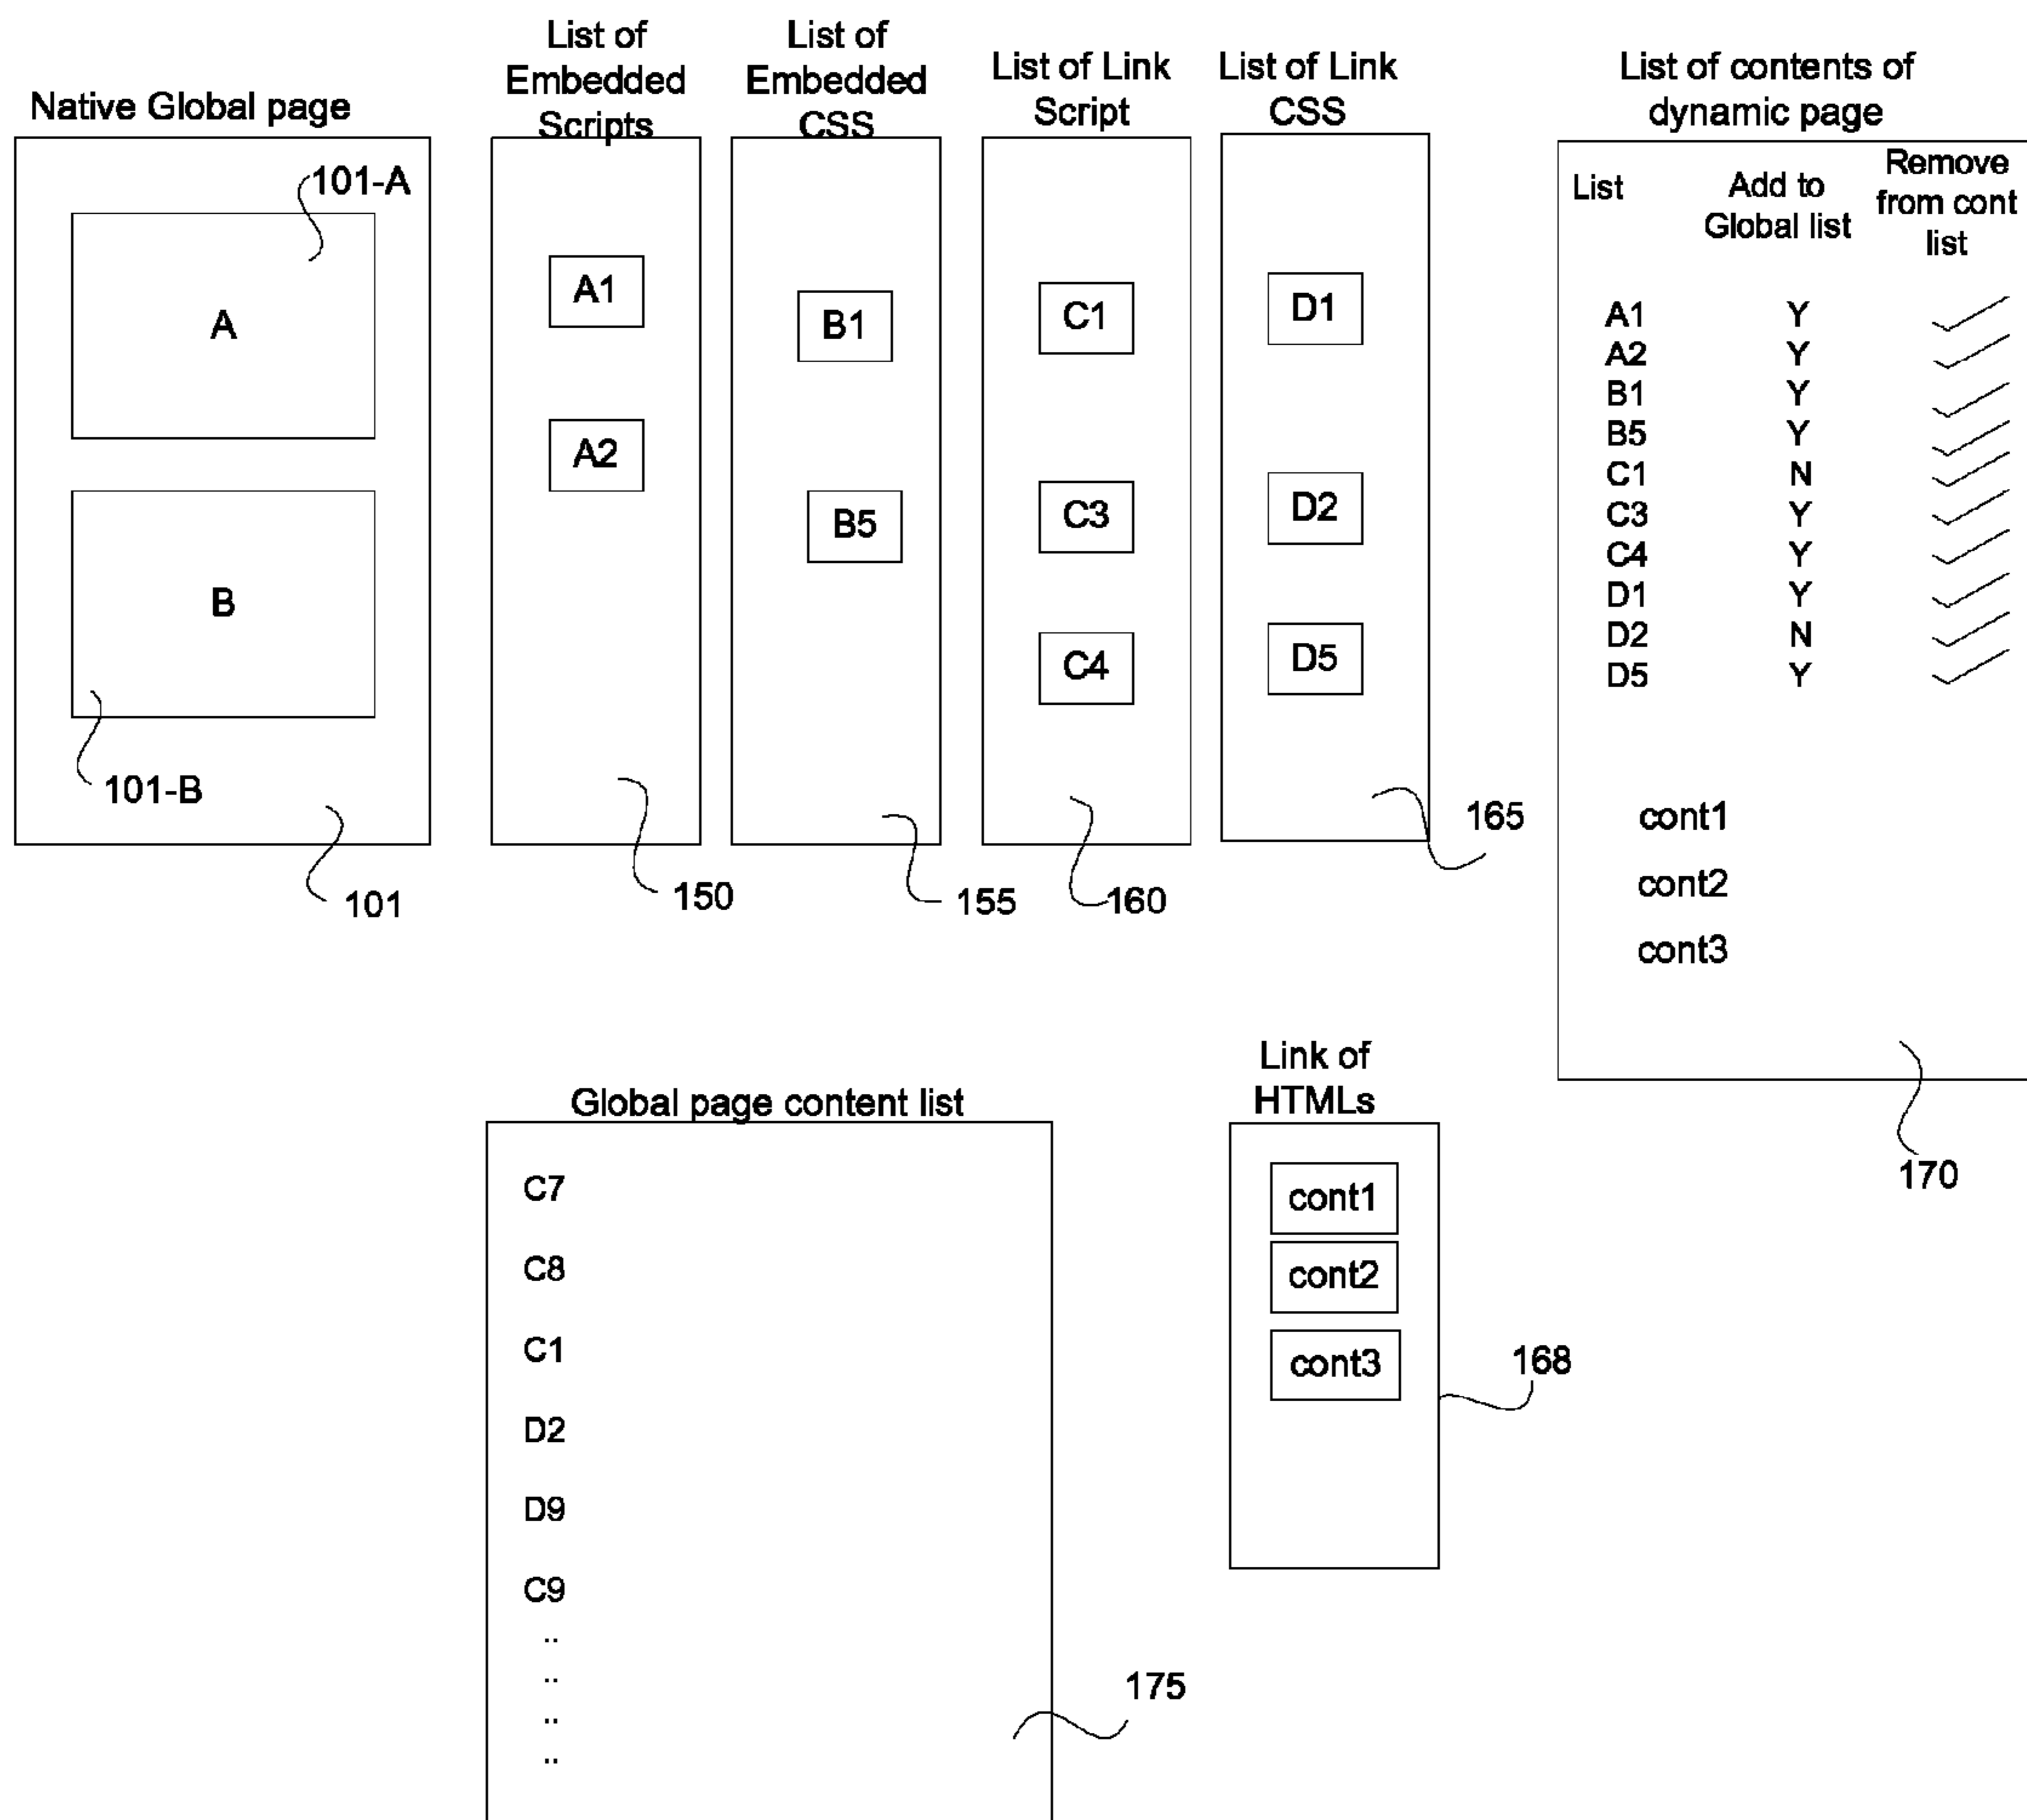 Native Global page
101-A
A
B
101-B
101
List of
Embedded
Scripts
A1
A2
150
List of
Embedded
CSS
B1
B5
155
List of Link
Script
C1
C3
C4
160
List of Link
CSS
D1
D2
D5
165
List of contents of
dynamic page
List
Add to
Global list
Remove
from cont
list
A1 Y
A2 Y
B1 Y
B5 Y
C1 N
C3 Y
C4 Y
D1 Y
D2 N
D5 Y
cont1
cont2
cont3
170
Global page content list
C7
C8
C1
D2
D9
C9
..
..
..
..
175
Link of
HTMLs
cont1
cont2
cont3
168